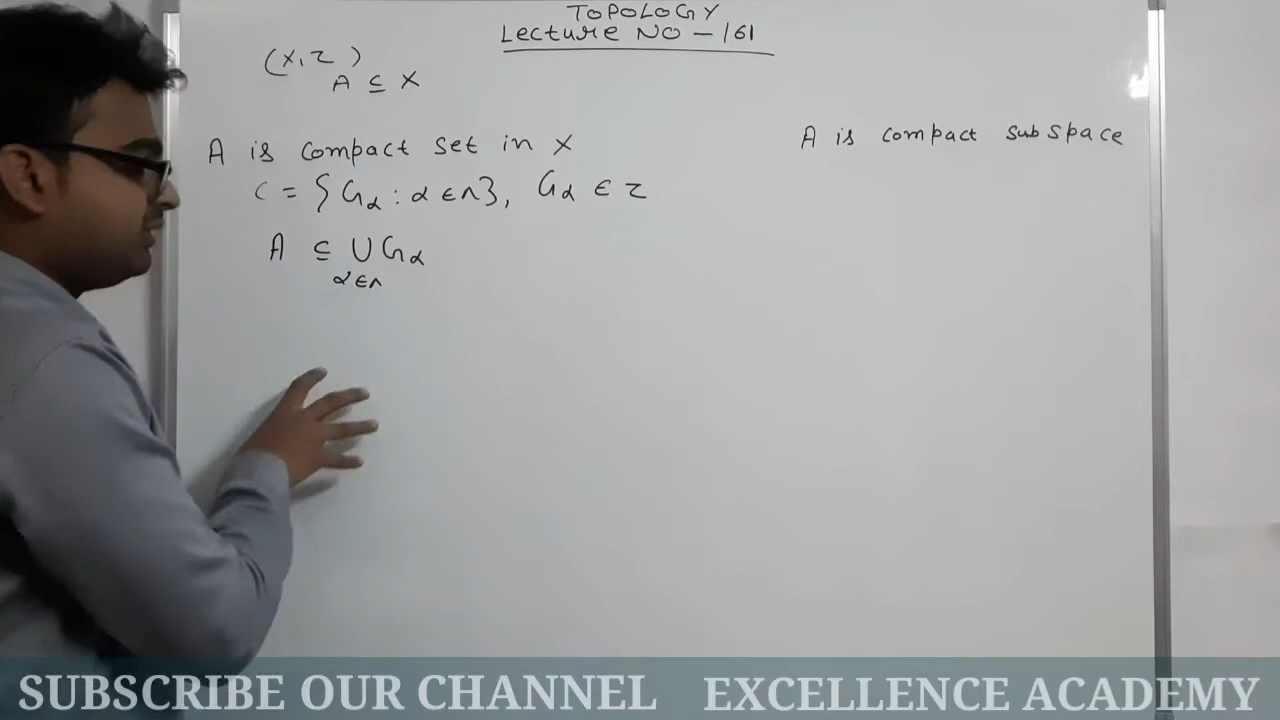 TOPOLOGY
Lecture NO - 161
(X, τ)
A ⊆ X
A is compact set in X
C = {Gα : α ∈ Λ}, Gα ∈ τ
A ⊆ ∪ Gα
α ∈ Λ
A is compact subspace
SUBSCRIBE OUR CHANNEL EXCELLENCE ACADEMY